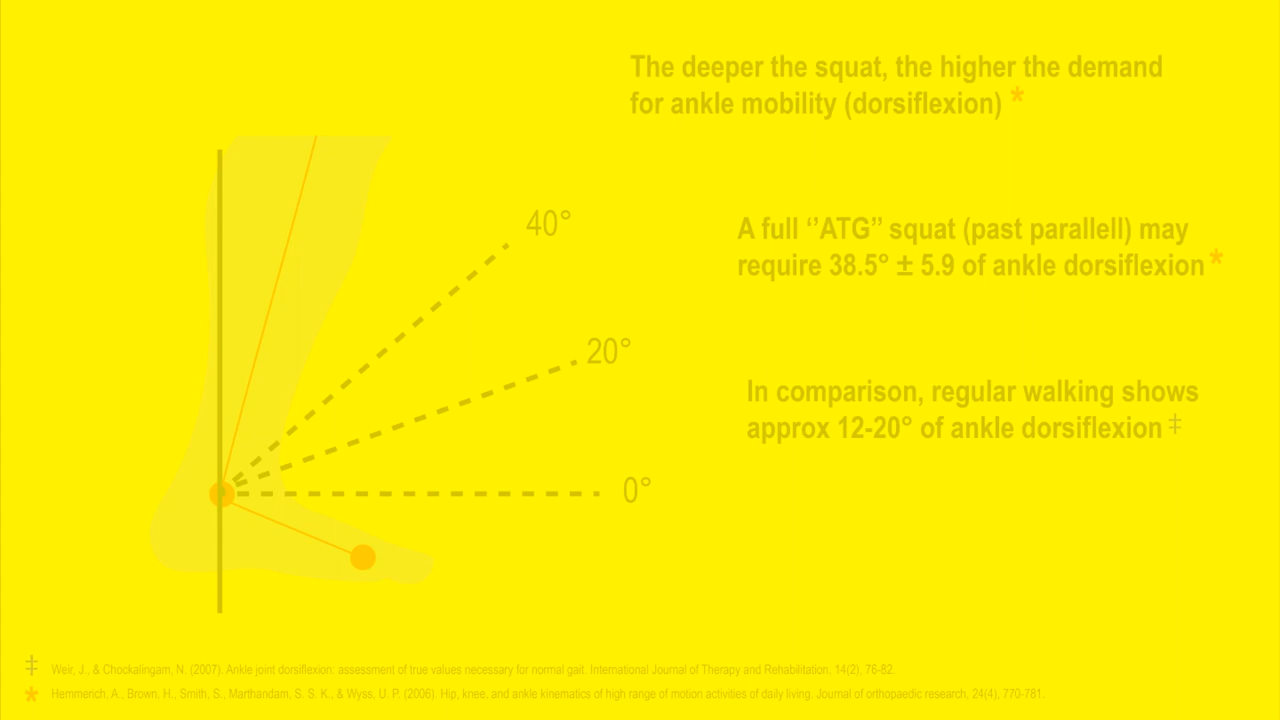 The deeper the squat, the higher the demand
for ankle mobility (dorsiflexion) *
A full ‘’ATG’’ squat (past parallell) may
require 38.5° ± 5.9 of ankle dorsiflexion *
In comparison, regular walking shows
approx 12-20° of ankle dorsiflexion ‡
40°
20°
0°
‡ Weir, J., & Chockalingam, N. (2007). Ankle joint dorsiflexion: assessment of true values necessary for normal gait. International Journal of Therapy and Rehabilitation, 14(2), 76-82.
* Hemmerich, A., Brown, H., Smith, S., Marthandam, S. S. K., & Wyss, U. P. (2006). Hip, knee, and ankle kinematics of high range of motion activities of daily living. Journal of orthopaedic research, 24(4), 770-781.